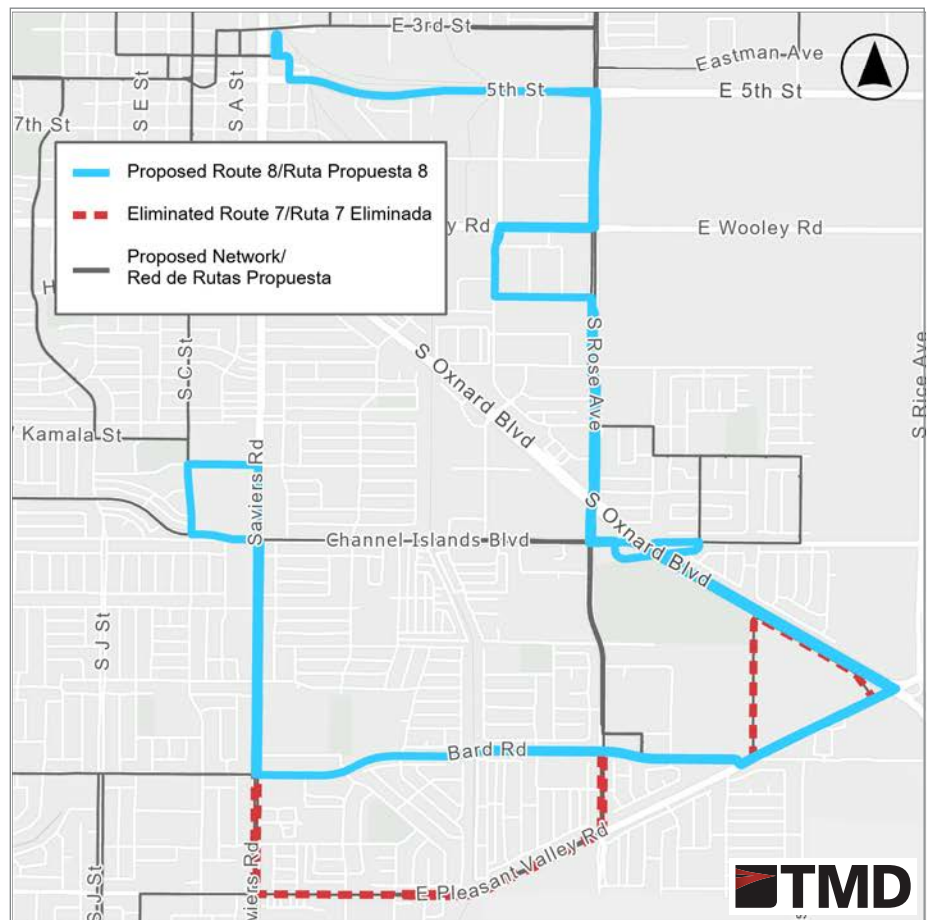 E 3rd St
Eastman Ave
5th St
E 5th St
S E St
S A St
7th St
Proposed Route 8/Ruta Propuesta 8
Eliminated Route 7/Ruta 7 Eliminada
Proposed Network/
Red de Rutas Propuesta
y Rd
E Wooley Rd
H
S C St
S Oxnard Blvd
S Rose Ave
S Rice Ave
Kamala St
Saviers Rd
S Oxnard Blvd
Channel Islands Blvd
S J St
Bard Rd
E Pleasant Valley Rd
aviers Rd
S J St
TMD